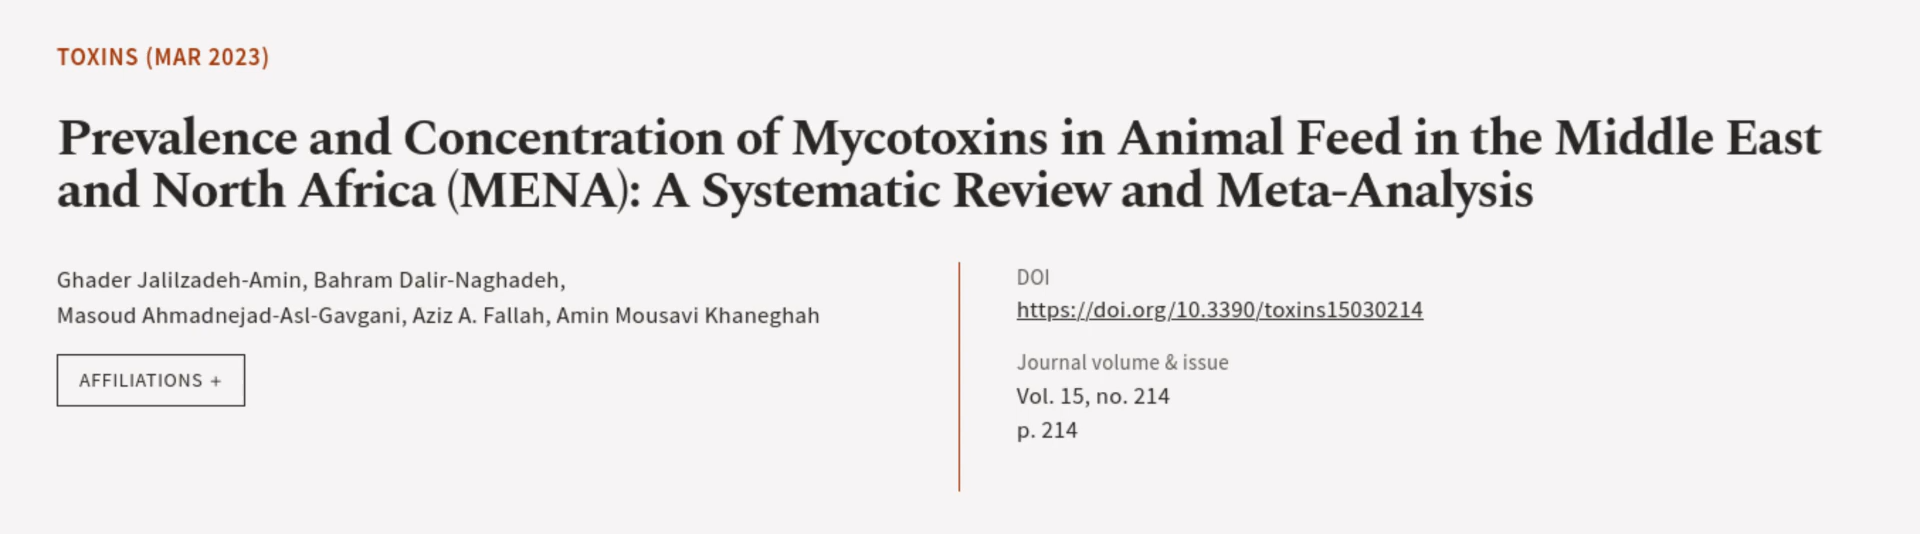 TOXINS (MAR 2023)
Prevalence and Concentration of Mycotoxins in Animal Feed in the Middle East
and North Africa (MENA): A Systematic Review and Meta-Analysis
Ghader Jalilzadeh-Amin, Bahram Dalir-Naghadeh,
Masoud Ahmadnejad-Asl-Gavgani, Aziz A. Fallah, Amin Mousavi Khaneghah
AFFILIATIONS +
DOI
https://doi.org/10.3390/toxins15030214
Journal volume & issue
Vol. 15, no. 214
p. 214